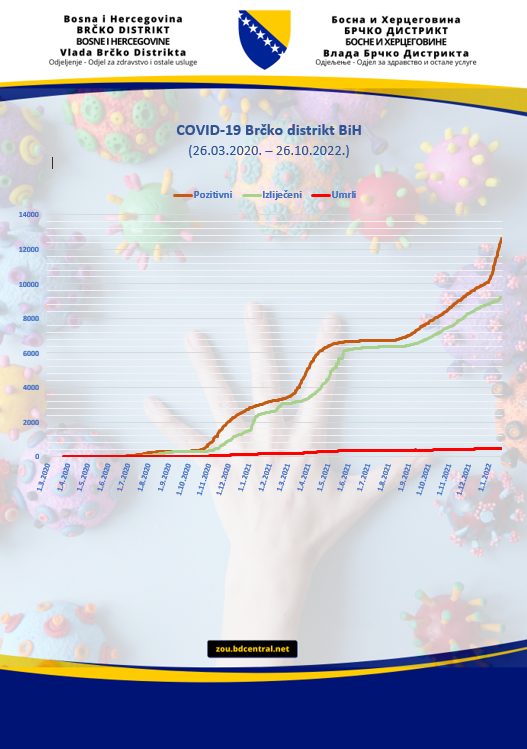 Bosna i Hercegovina
BRČKO DISTRIKT
BOSNE I HERCEGOVINE
Vlada Brčko Distrikta
Odjeljenje - Odjel za zdravstvo i ostale usluge
Босна и Херцеговина
БРЧКО ДИСТРИКТ
БОСНЕ И ХЕРЦЕГОВИНЕ
Влада Брчко Дистрикта
Одјељење - Одјел за здравство и остале услуге
COVID-19 Brčko distrikt BiH
(26.03.2020. – 26.10.2022.)
Pozitivni Izliječeni Umrli
14000
12000
10000
8000
6000
4000
2000
0
1.3.2020 1.4.2020 1.5.2020 1.6.2020 1.7.2020 1.8.2020 1.9.2020 1.10.2020 1.11.2020 1.12.2020 1.1.2021 1.2.2021 1.3.2021 1.4.2021 1.5.2021 1.6.2021 1.7.2021 1.8.2021 1.9.2021 1.10.2021 1.11.2021 1.12.2021 1.1.2022
zou.bdcentral.net